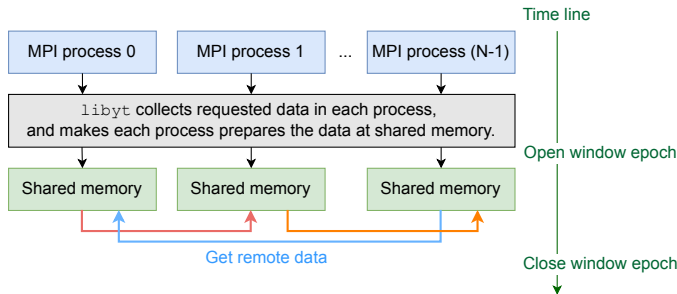 Time line
MPI process 0
MPI process 1
...
MPI process (N-1)
libyt collects requested data in each process,
and makes each process prepares the data at shared memory.
Open window epoch
Shared memory
Shared memory
Shared memory
Get remote data
Close window epoch